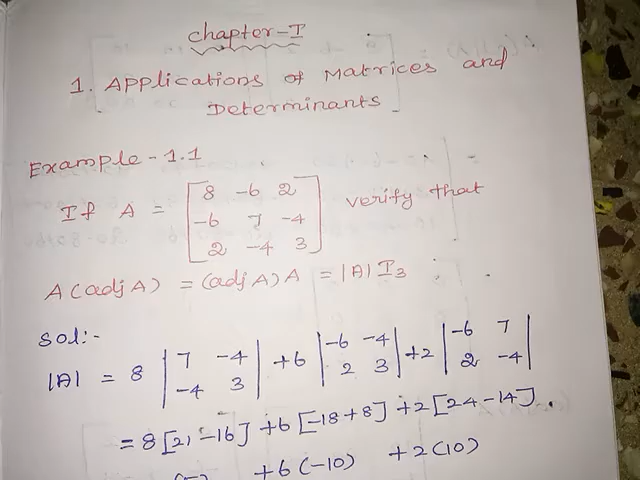 Chapter-I
1. Applications of Matrices and
Determinants
Example-1.1
If A = [8 -6 2
-6 7 -4
2 -4 3] verify that
A(adj A) = (adj A)A = |A| I₃
Sol:-
|A| = 8 |7 -4
-4 3| +6 |-6 -4
2 3| +2 |-6 7
2 -4|
= 8[21-16] +6[-18+8] +2[24-14].
+6(-10) +2(10)